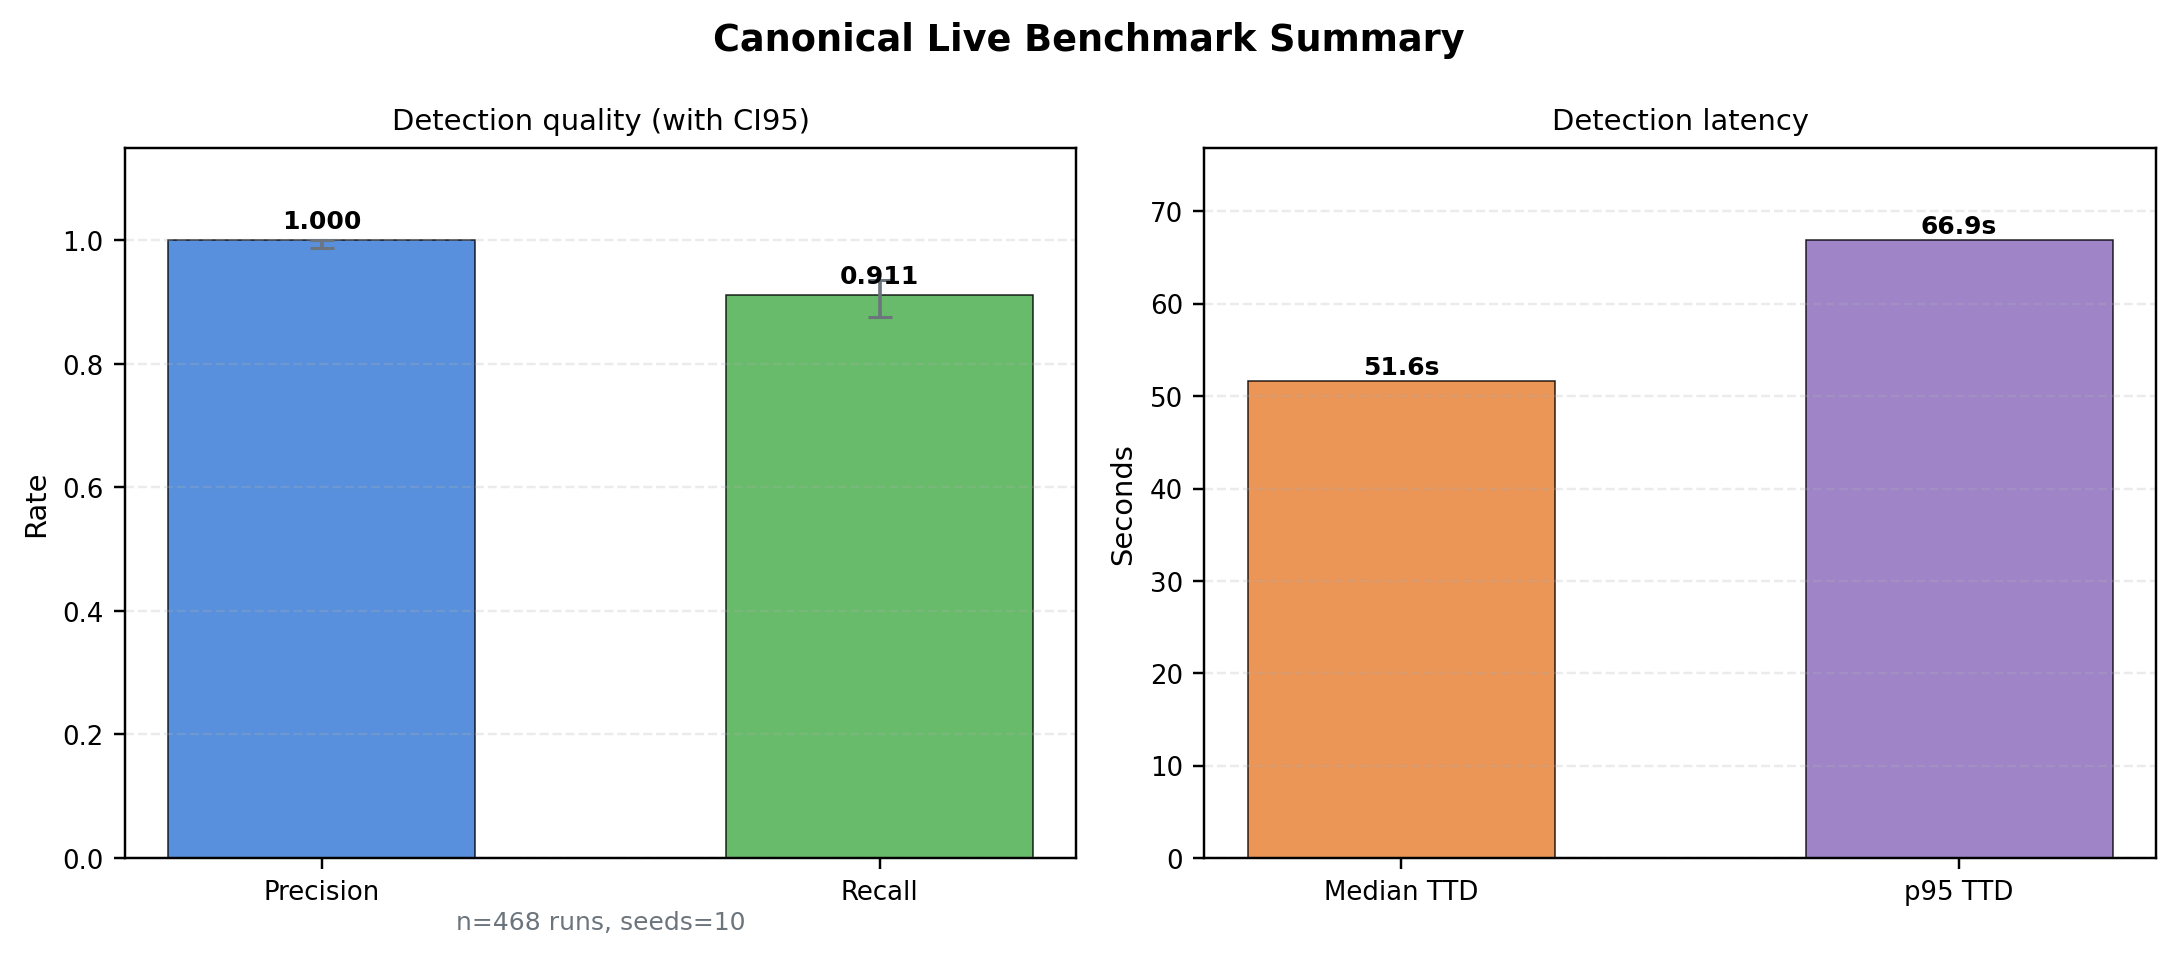 Canonical Live Benchmark Summary
Detection quality (with CI95)
Rate
1.0
0.8
0.6
0.4
0.2
0.0
1.000
0.911
Precision
Recall
n=468 runs, seeds=10
Detection latency
Seconds
70
60
50
40
30
20
10
0
51.6s
66.9s
Median TTD
p95 TTD